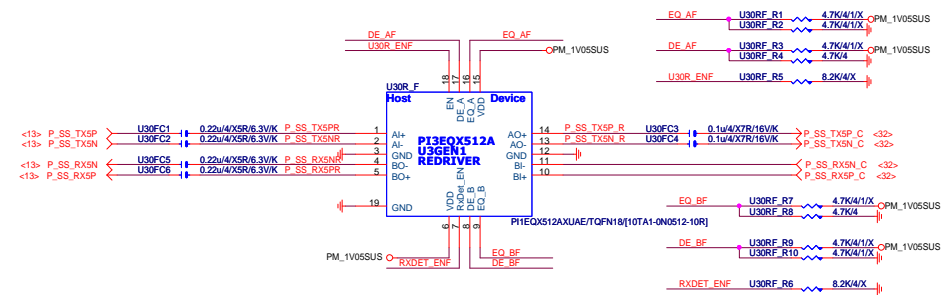 EQ_AF U30RF_R1 4.7K/4/1/X PM_1V05SUS
U30RF_R2 4.7K/4/1/X
DE_AF EQ_AF
U30R_ENF PM_1V05SUS
DE_AF U30RF_R3 4.7K/4/1/X PM_1V05SUS
U30RF_R4 4.7K/4
U30R_ENF U30RF_R5 8.2K/4/X
18 17 16 15
U30R_F
Host Device
EN DE_A EQ_A VDD
<13> P_SS_TX5P U30FC1 0.22u/4/X5R/6.3V/K P_SS_TX5PR 1 AI+ AO+ 14 P_SS_TX5P_R U30FC3 0.1u/4/X7R/16V/K P_SS_TX5P_C <32>
<13> P_SS_TX5N U30FC2 0.22u/4/X5R/6.3V/K P_SS_TX5NR 2 AI- AO- 13 P_SS_TX5N_R U30FC4 0.1u/4/X7R/16V/K P_SS_TX5N_C <32>
PI3EQX512A
U3GEN1
REDRIVER
3 GND GND 12
<13> P_SS_RX5N U30FC5 0.22u/4/X5R/6.3V/K P_SS_RX5NR 4 BO- BI- 11 P_SS_RX5N_C <32>
<13> P_SS_RX5P U30FC6 0.22u/4/X5R/6.3V/K P_SS_RX5PR 5 BO+ BI+ 10 P_SS_RX5P_C <32>
19 GND
VDD RxDet_EN DE_B EQ_B
PI1EQX512AXUAE/TQFN18/[10TA1-0N0512-10R]
6 7 8 9
EQ_BF U30RF_R7 4.7K/4/1/X PM_1V05SUS
U30RF_R8 4.7K/4
PM_1V05SUS EQ_BF
RXDET_ENF DE_BF
DE_BF U30RF_R9 4.7K/4/1/X PM_1V05SUS
U30RF_R10 4.7K/4/1/X
RXDET_ENF U30RF_R6 8.2K/4/X